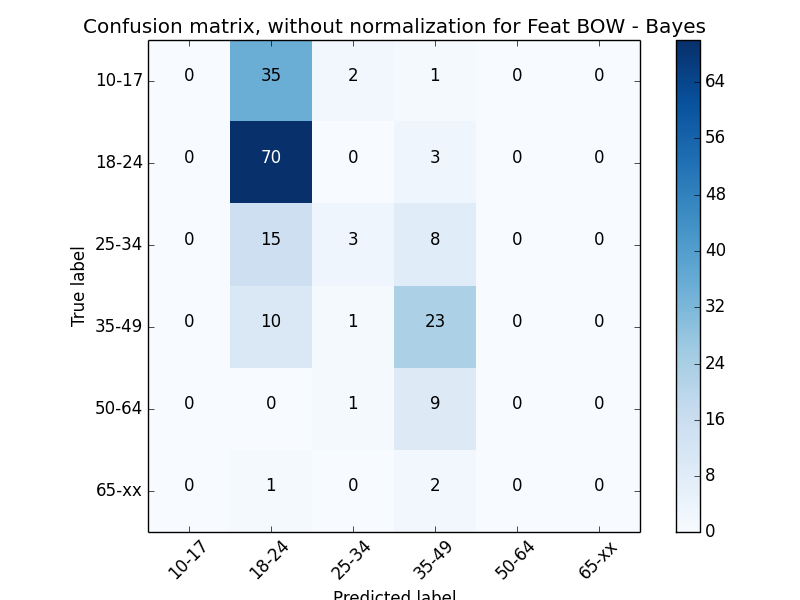 Confusion matrix, without normalization for Feat BOW - Bayes
10-17 0 35 2 1 0 0
18-24 0 70 0 3 0 0
25-34 0 15 3 8 0 0
35-49 0 10 1 23 0 0
50-64 0 0 1 9 0 0
65-xx 0 1 0 2 0 0
10-17 18-24 25-34 35-49 50-64 65-xx
True label
Predicted label
64
56
48
40
32
24
16
8
0